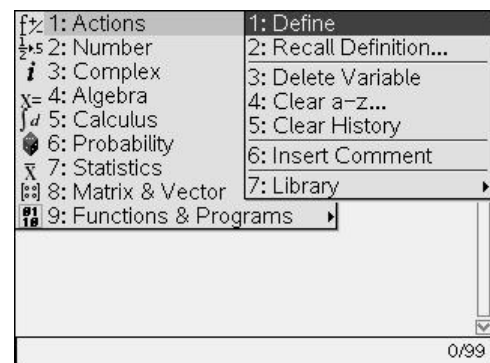 1: Actions
2: Number
3: Complex
4: Algebra
5: Calculus
6: Probability
7: Statistics
8: Matrix & Vector
9: Functions & Programs
1: Define
2: Recall Definition...
3: Delete Variable
4: Clear a–z...
5: Clear History
6: Insert Comment
7: Library
0/99